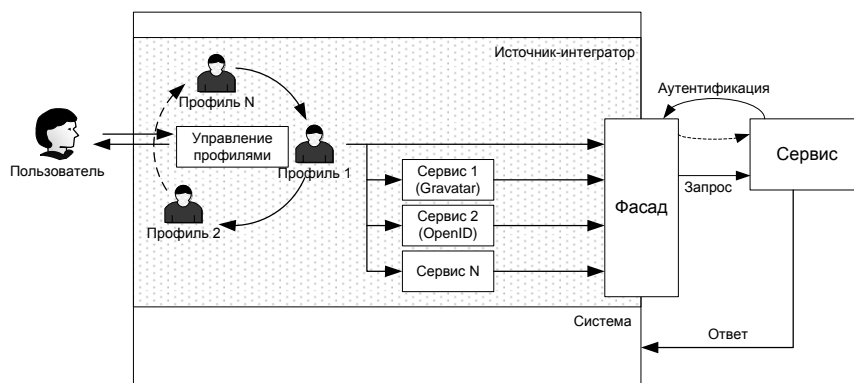 Источник-интегратор
Профиль N
Аутентификация
Управление
профилями
Пользователь
Профиль 1
Сервис 1
(Gravatar)
Сервис
Запрос
Фасад
Профиль 2
Сервис 2
(OpenID)
Сервис N
Система
Ответ